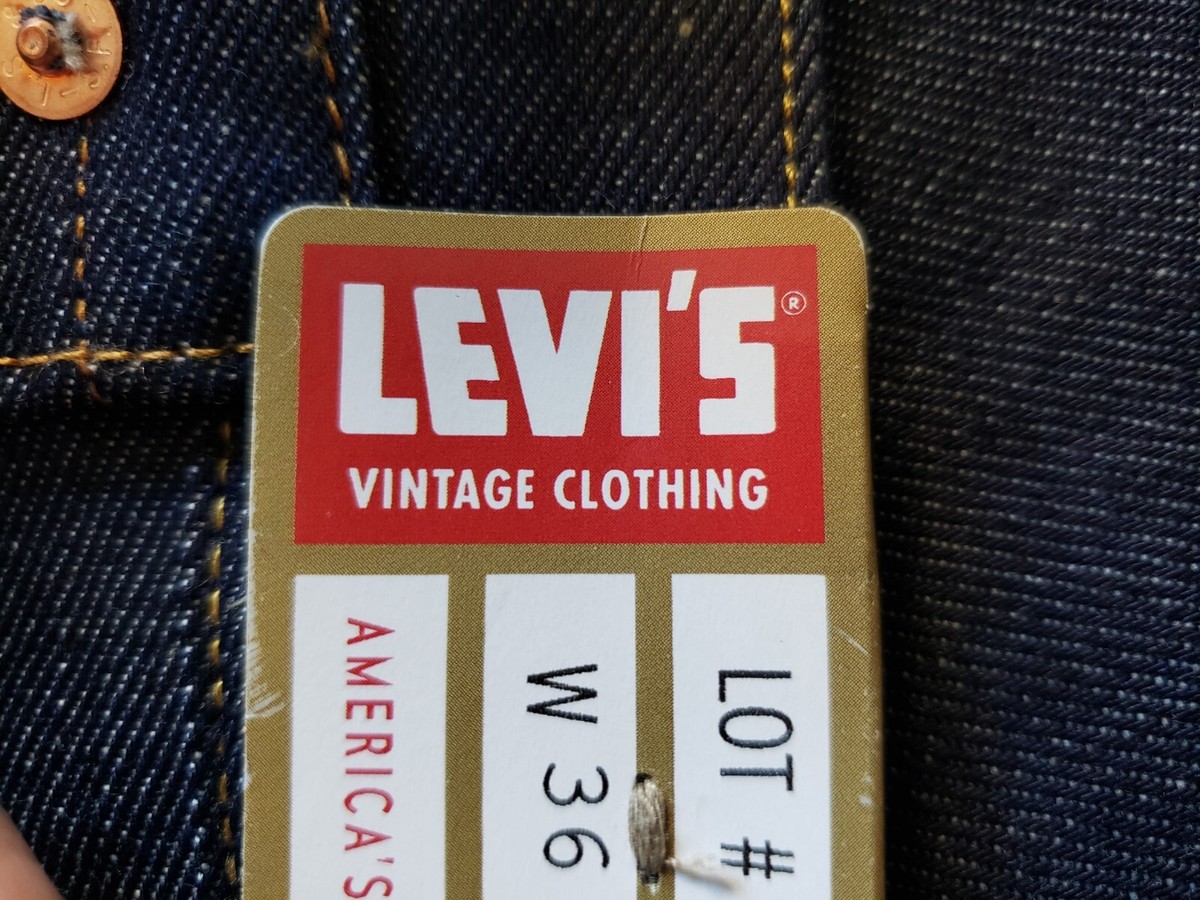 LEVI'S®
VINTAGE CLOTHING
LOT #
W 36
AMERICA'S